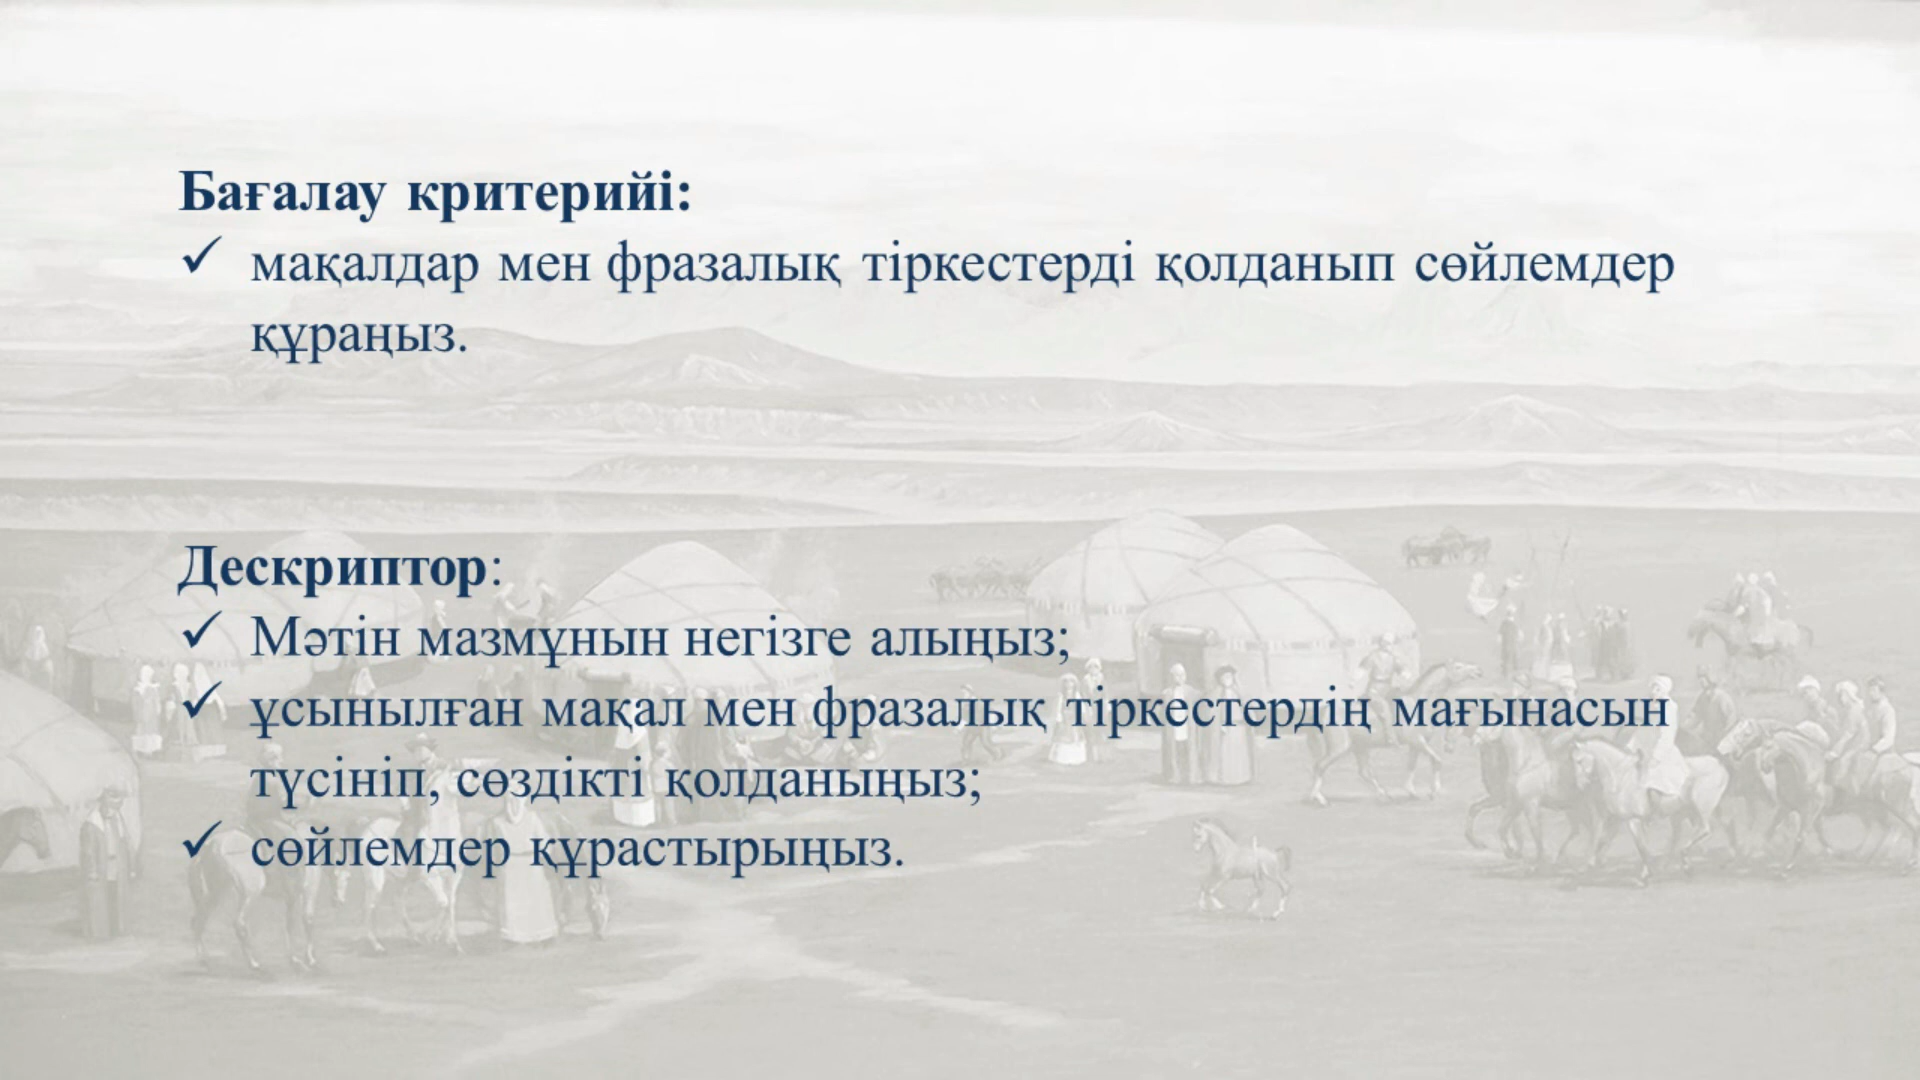 Бағалау критерийі:
✓ мақалдар мен фразалық тіркестерді қолданып сөйлемдер
құраңыз.
Дескриптор:
✓ Мәтін мазмұнын негізге алыңыз;
✓ ұсынылған мақал мен фразалық тіркестердің мағынасын
түсініп, сөздікті қолданыңыз;
✓ сөйлемдер құрастырыңыз.